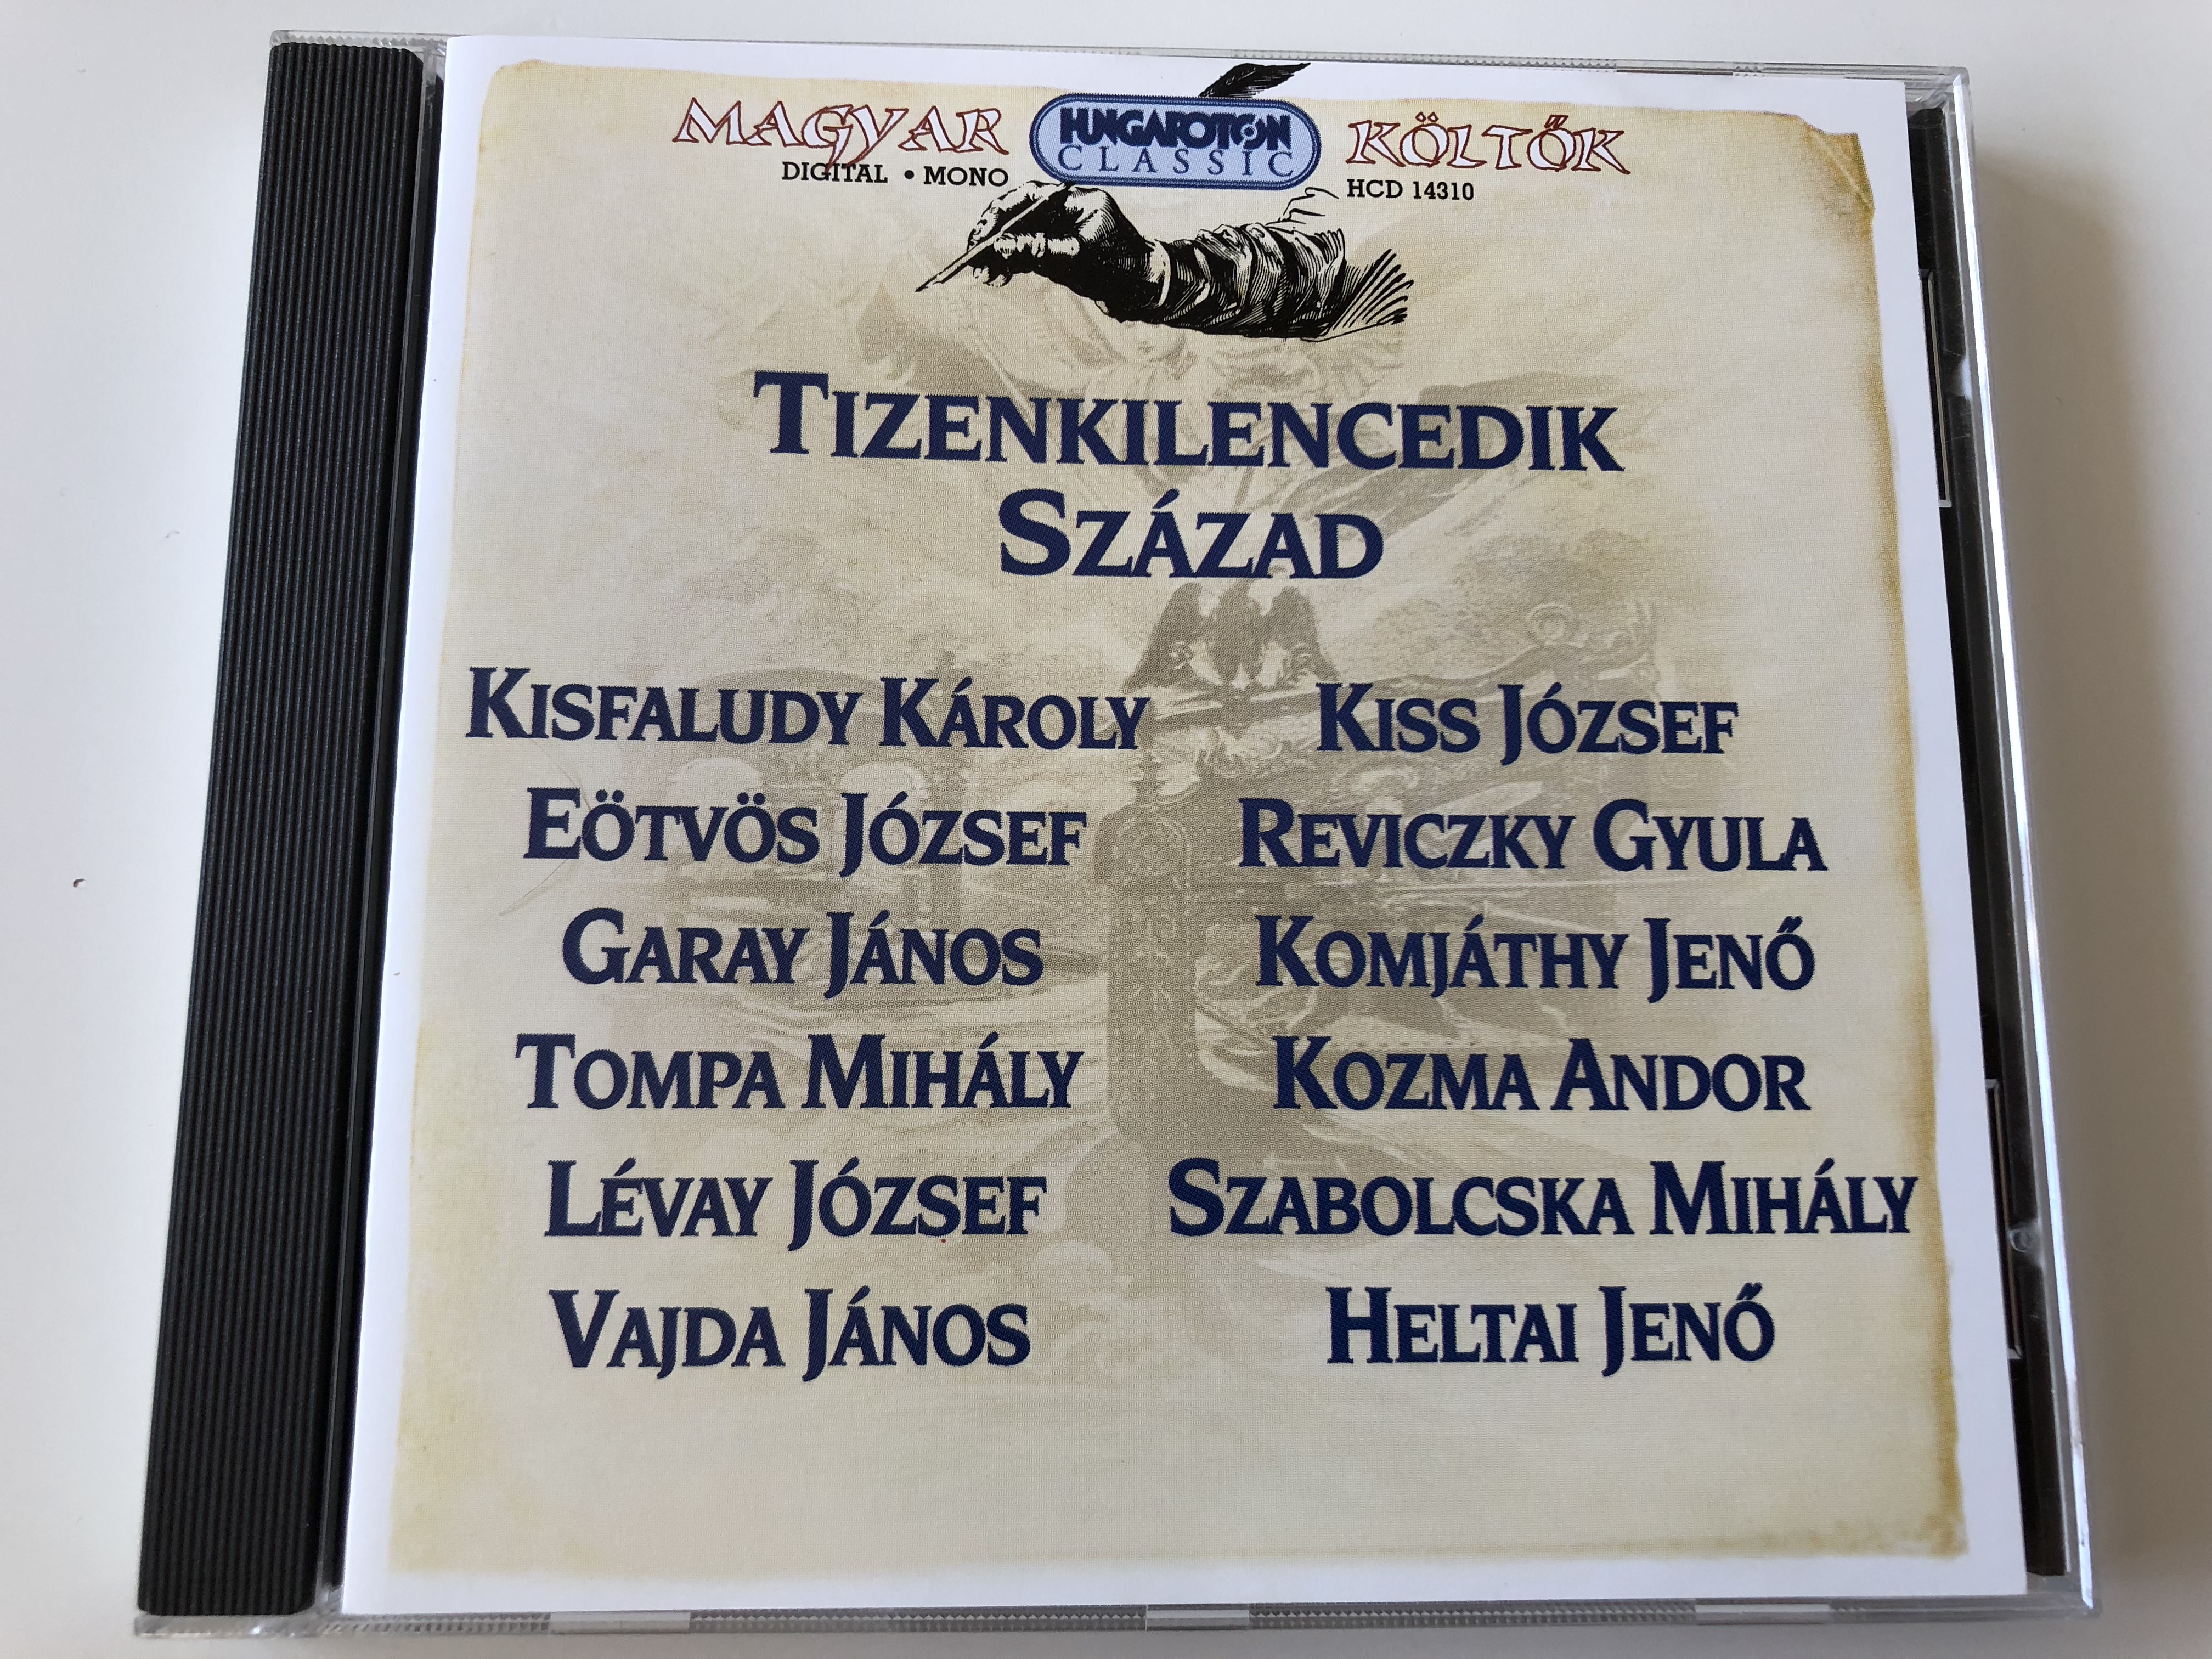 MAGYAR HUNGAROTON KÖLTŐK
CLASSIC
DIGITAL • MONO HCD 14310
TIZENKILENCEDIK
SZÁZAD
KISFALUDY KÁROLY
EÖTVÖS JÓZSEF
GARAY JÁNOS
TOMPA MIHÁLY
LÉVAY JÓZSEF
VAJDA JÁNOS
KISS JÓZSEF
REVICZKY GYULA
KOMJÁTHY JENŐ
KOZMA ANDOR
SZABOLCSKA MIHÁLY
HELTAI JENŐ